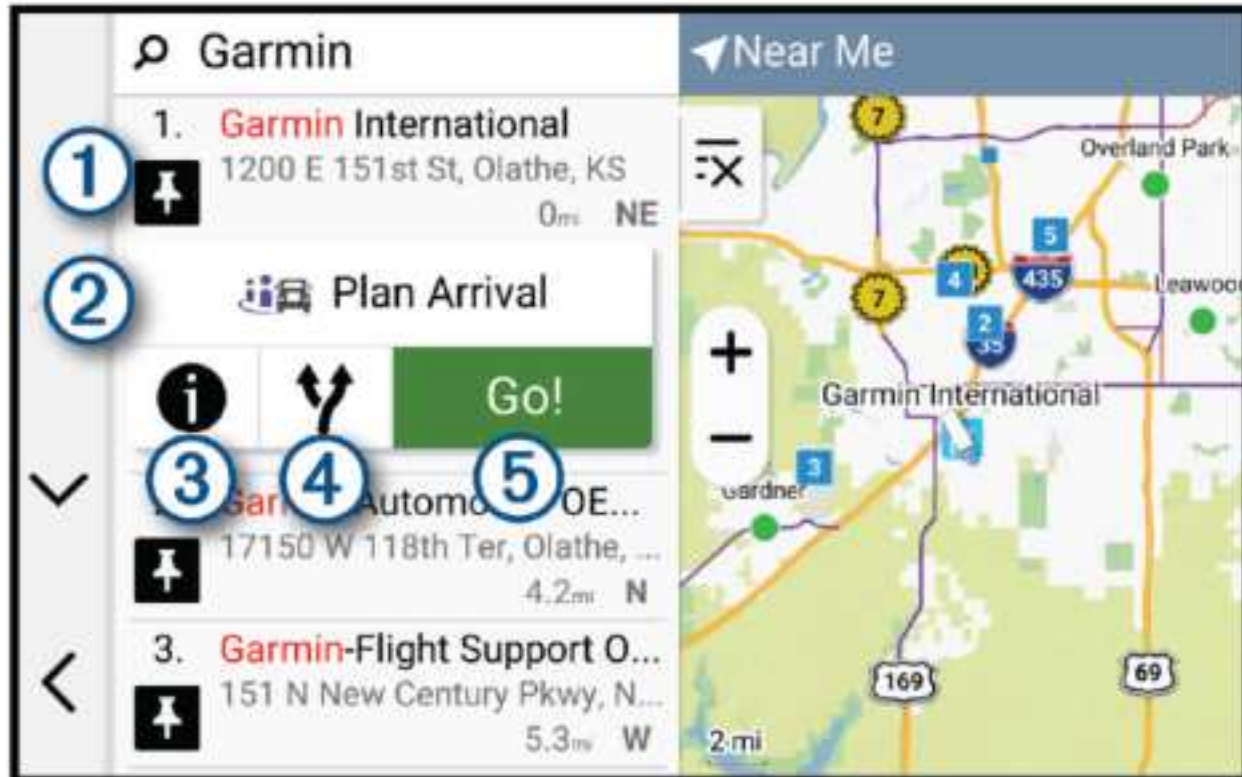 Garmin
1. Garmin International
1200 E 151st St, Olathe, KS
0mi NE
1
2
Plan Arrival
Go!
3
4
5
OE...
17150 W 118th Ter, Olathe, ...
4.2mi N
3. Garmin-Flight Support O...
151 N New Century Pkwy, N...
5.3mi W
Near Me
7
Overland Park
5
4
435
7
Leawood
2
35
+
Garmin International
−
3
Gardner
169
69
2 mi